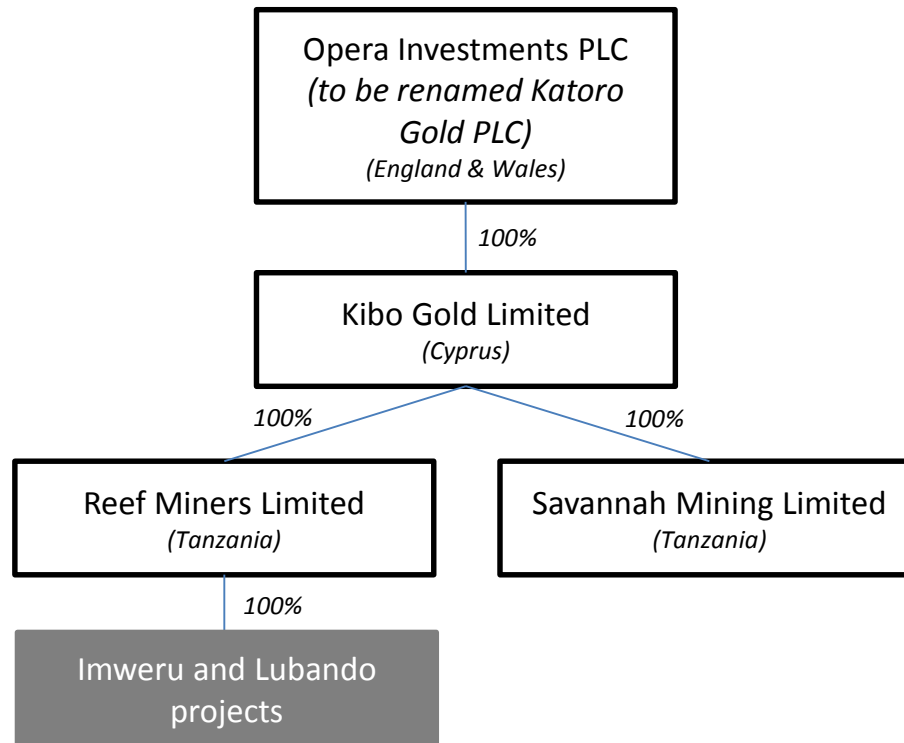 Opera Investments PLC
(to be renamed Katoro
Gold PLC)
(England & Wales)
100%
Kibo Gold Limited
(Cyprus)
100%
100%
Reef Miners Limited
(Tanzania)
Savannah Mining Limited
(Tanzania)
100%
Imweru and Lubando
projects